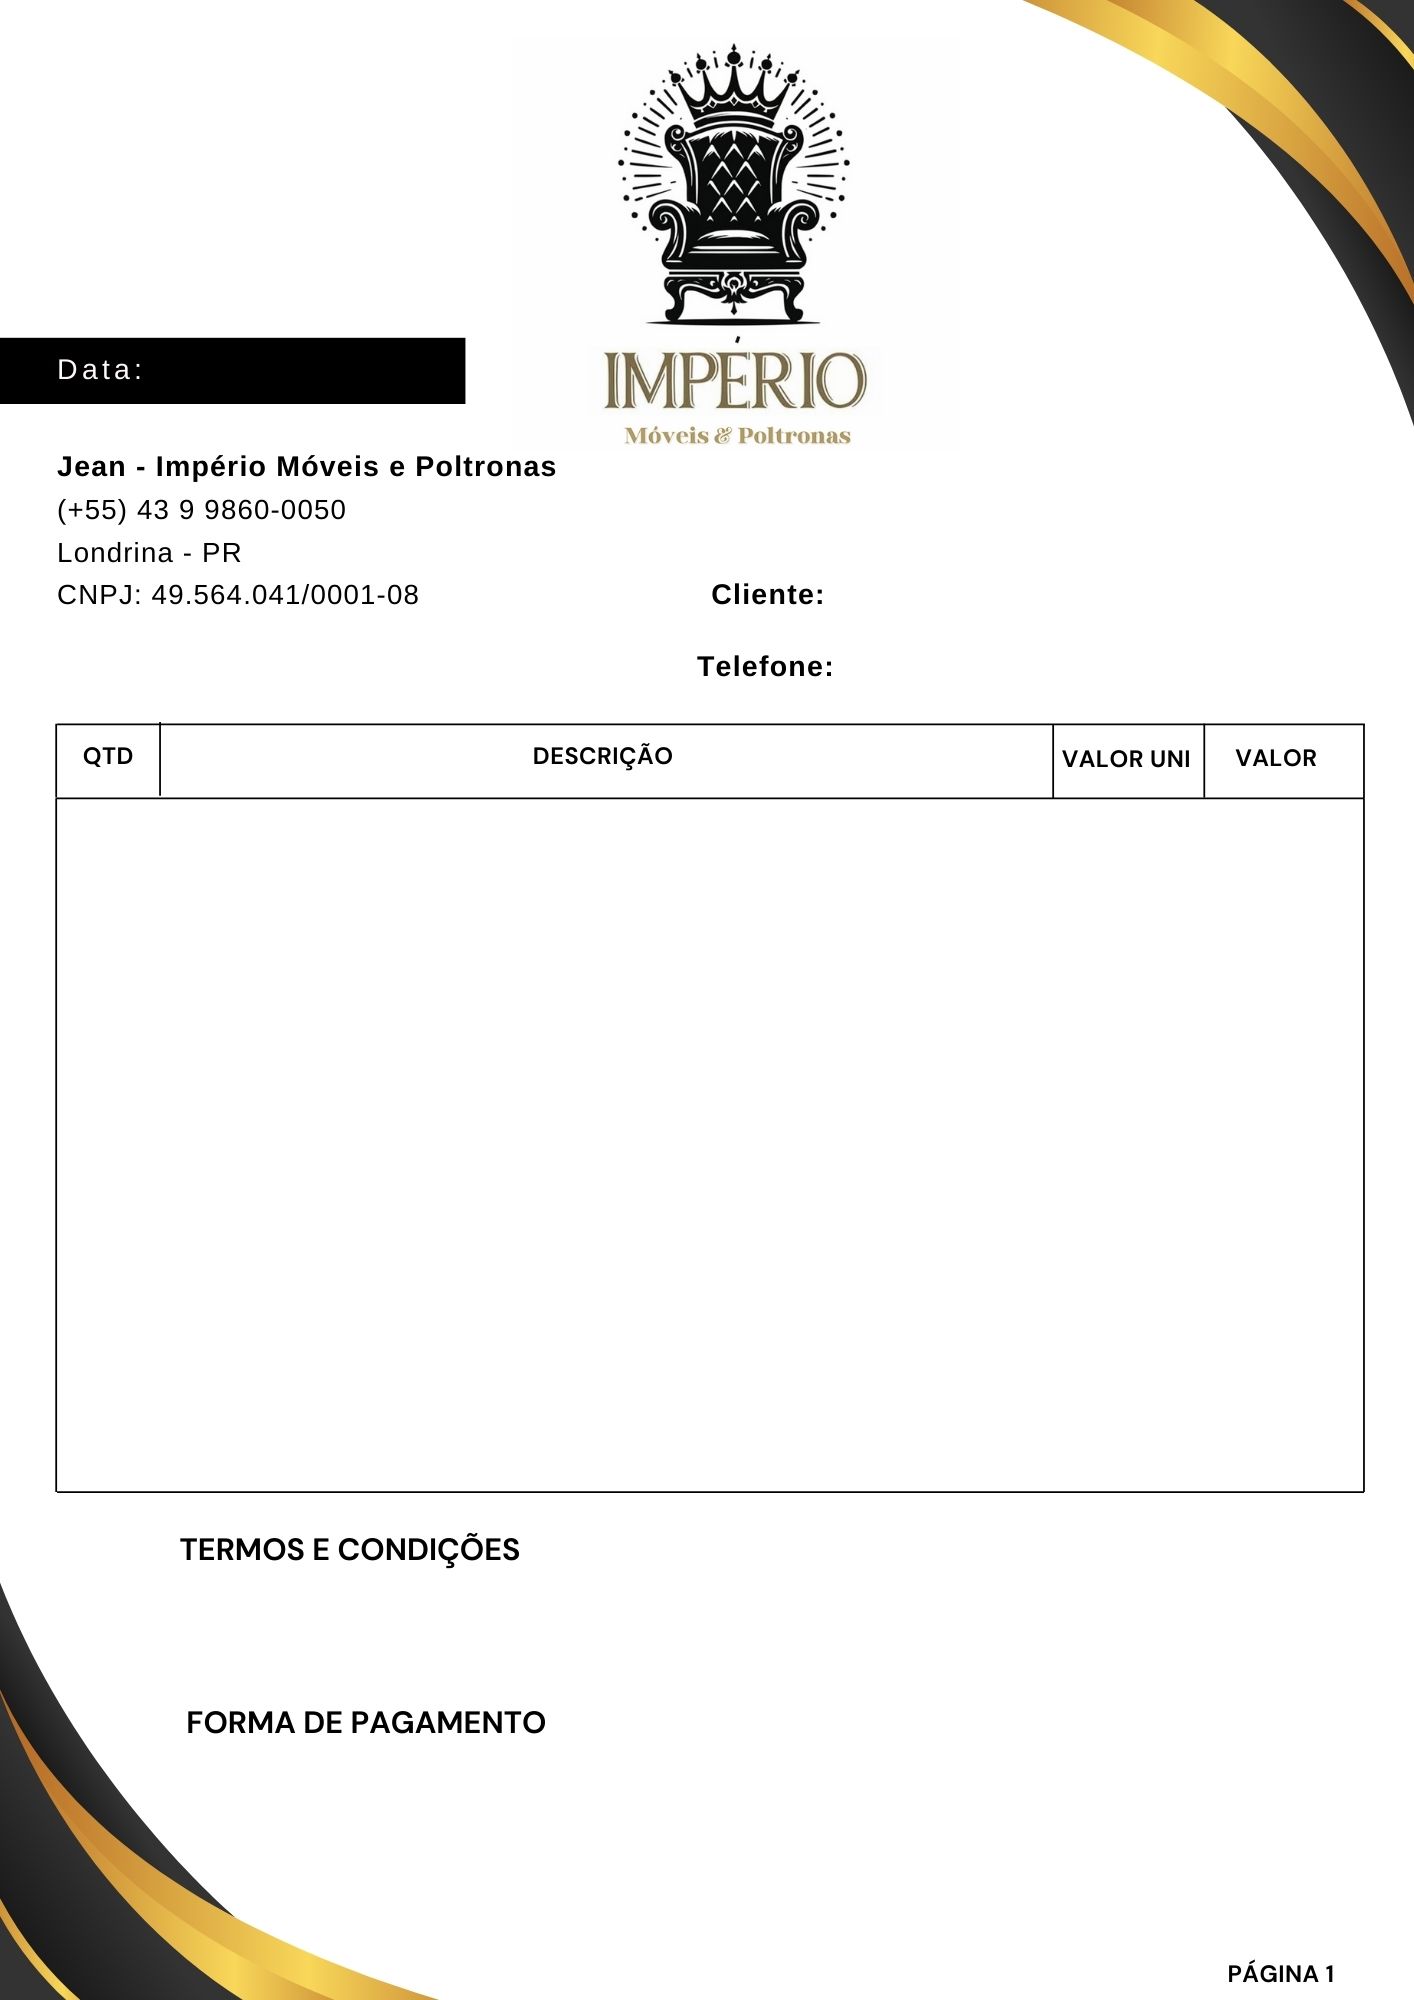 IMPÉRIO
Móveis & Poltronas
Data:
Jean - Império Móveis e Poltronas
(+55) 43 9 9860-0050
Londrina - PR
CNPJ: 49.564.041/0001-08
Cliente:
Telefone:
QTD DESCRIÇÃO VALOR UNI VALOR
TERMOS E CONDIÇÕES
FORMA DE PAGAMENTO
PÁGINA 1